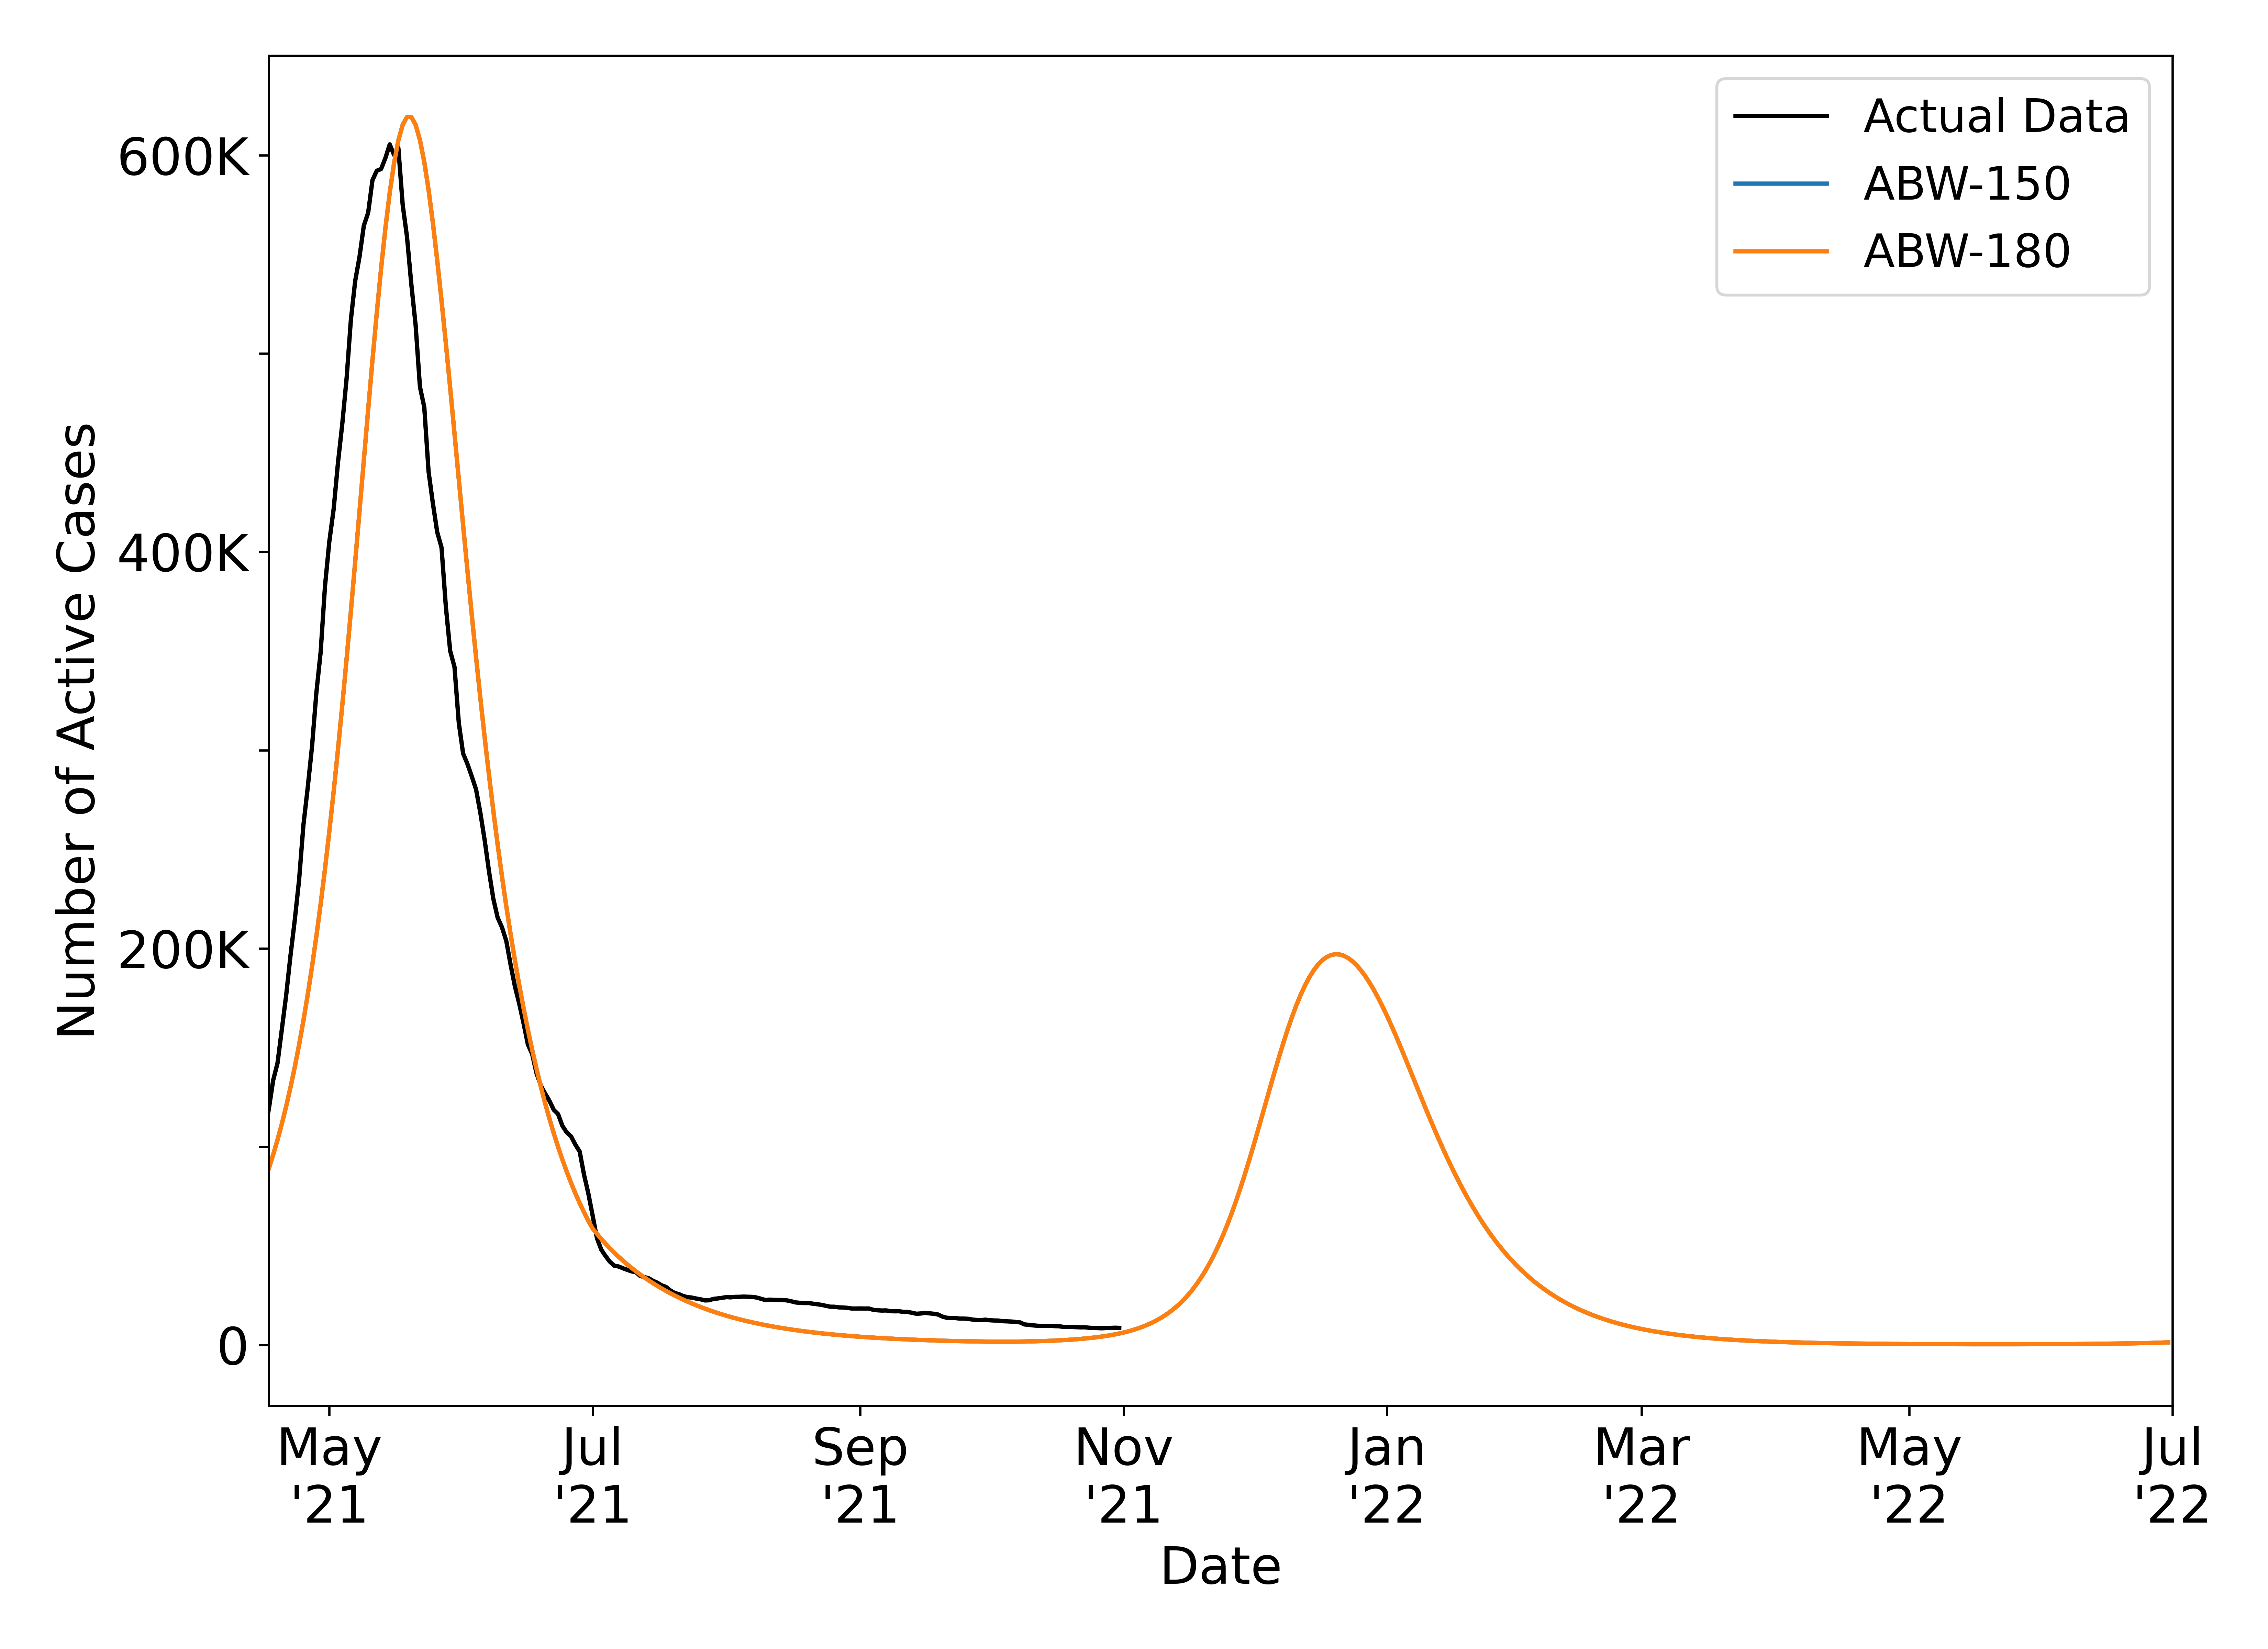 Actual Data
ABW-150
ABW-180
600K
400K
200K
0
Number of Active Cases
May '21
Jul '21
Sep '21
Nov '21
Jan '22
Mar '22
May '22
Jul '22
Date